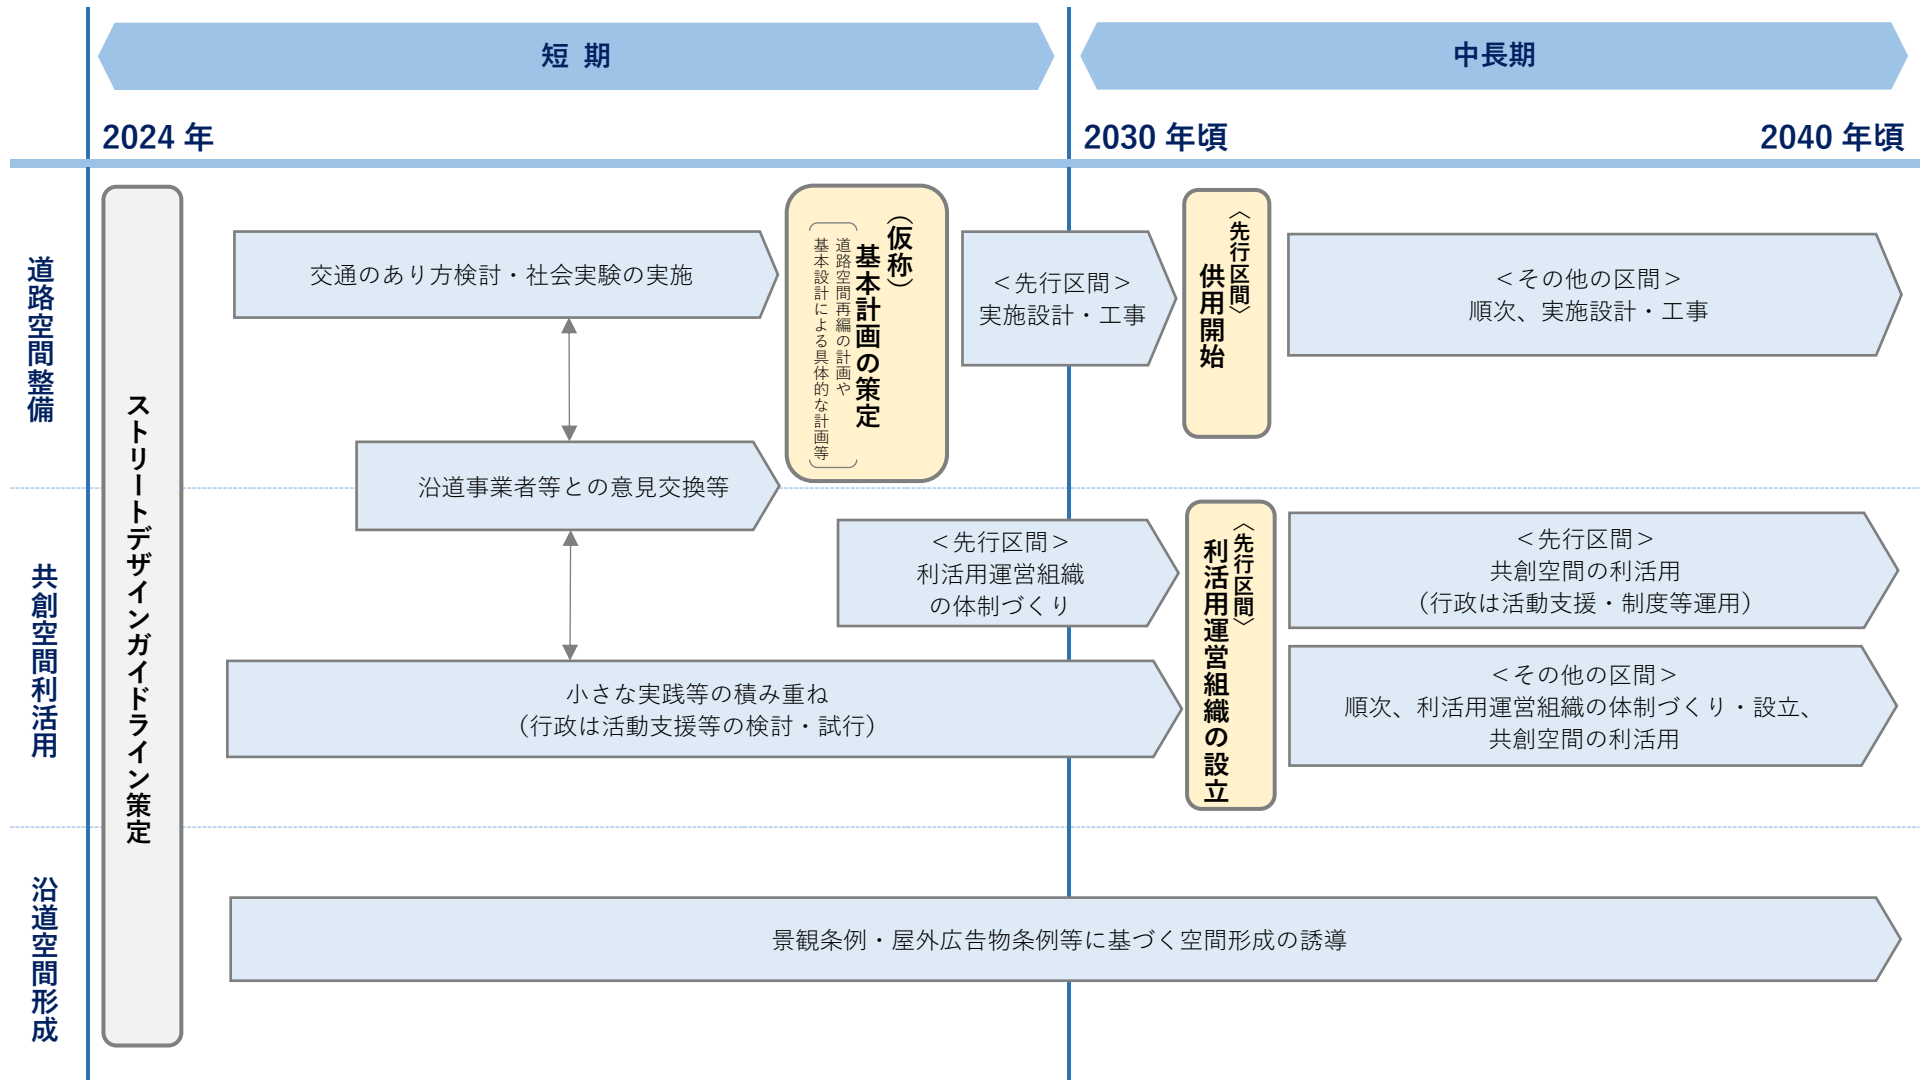 短 期
中長期
2024 年
2030 年頃
2040 年頃
道路空間整備
共創空間利活用
沿道空間形成
ストリートデザインガイドライン策定
交通のあり方検討・社会実験の実施
沿道事業者等との意見交換等
（仮称）
基本計画の策定
道路空間再編の計画や
基本設計による具体的な計画等
＜先行区間＞
実施設計・工事
〈先行区間〉
供用開始
＜その他の区間＞
順次、実施設計・工事
＜先行区間＞
利活用運営組織
の体制づくり
小さな実践等の積み重ね
（行政は活動支援等の検討・試行）
〈先行区間〉
利活用運営組織の設立
＜先行区間＞
共創空間の利活用
（行政は活動支援・制度等運用）
＜その他の区間＞
順次、利活用運営組織の体制づくり・設立、
共創空間の利活用
景観条例・屋外広告物条例等に基づく空間形成の誘導